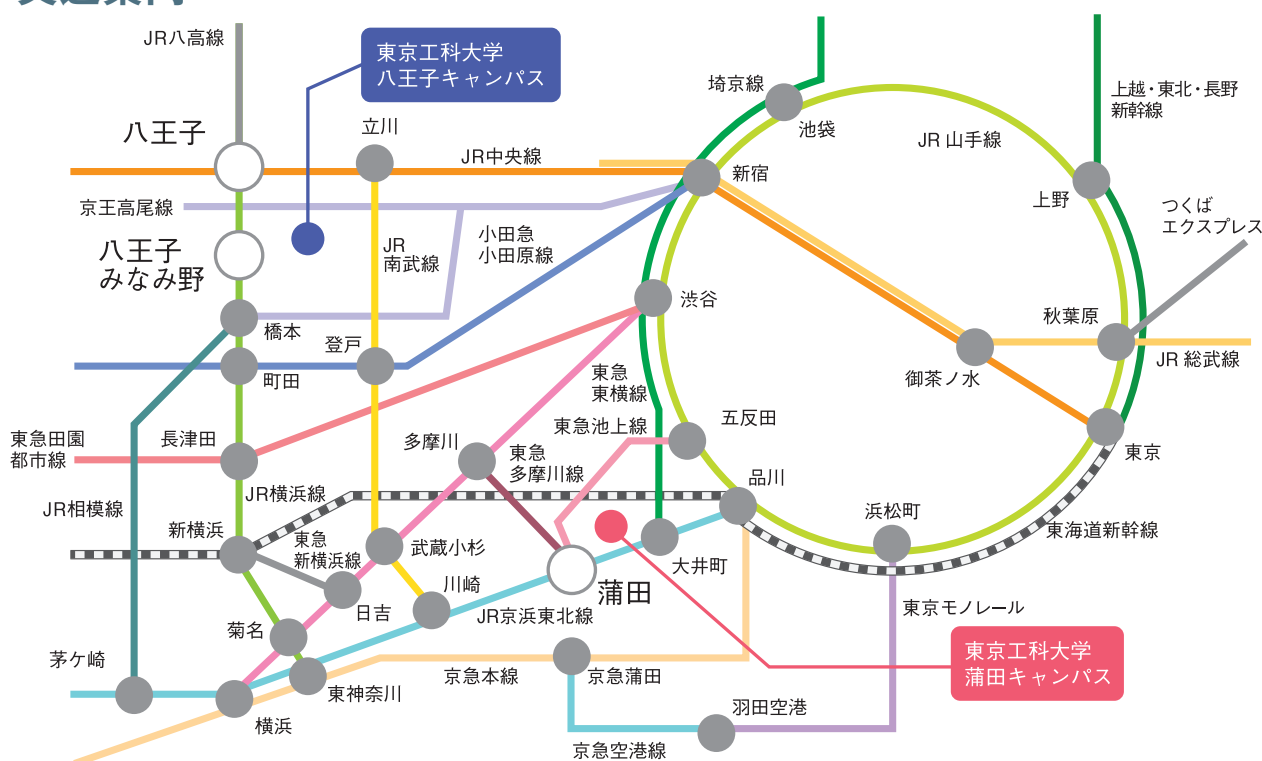 JR八高線
東京工科大学
八王子キャンパス
埼京線
池袋
上越・東北・長野
新幹線
八王子
立川
JR中央線
JR 山手線
新宿
上野
京王高尾線
つくば
エクスプレス
八王子
みなみ野
JR
南武線
小田急
小田原線
渋谷
秋葉原
橋本
登戸
JR 総武線
町田
東急
東横線
御茶ノ水
東急田園
都市線
長津田
多摩川
東急池上線
五反田
東急
多摩川線
東京
品川
JR横浜線
JR相模線
新横浜
東急
新横浜線
武蔵小杉
浜松町
東海道新幹線
大井町
川崎
蒲田
日吉
JR京浜東北線
東京モノレール
菊名
茅ケ崎
東京工科大学
蒲田キャンパス
京急本線
京急蒲田
東神奈川
横浜
羽田空港
京急空港線